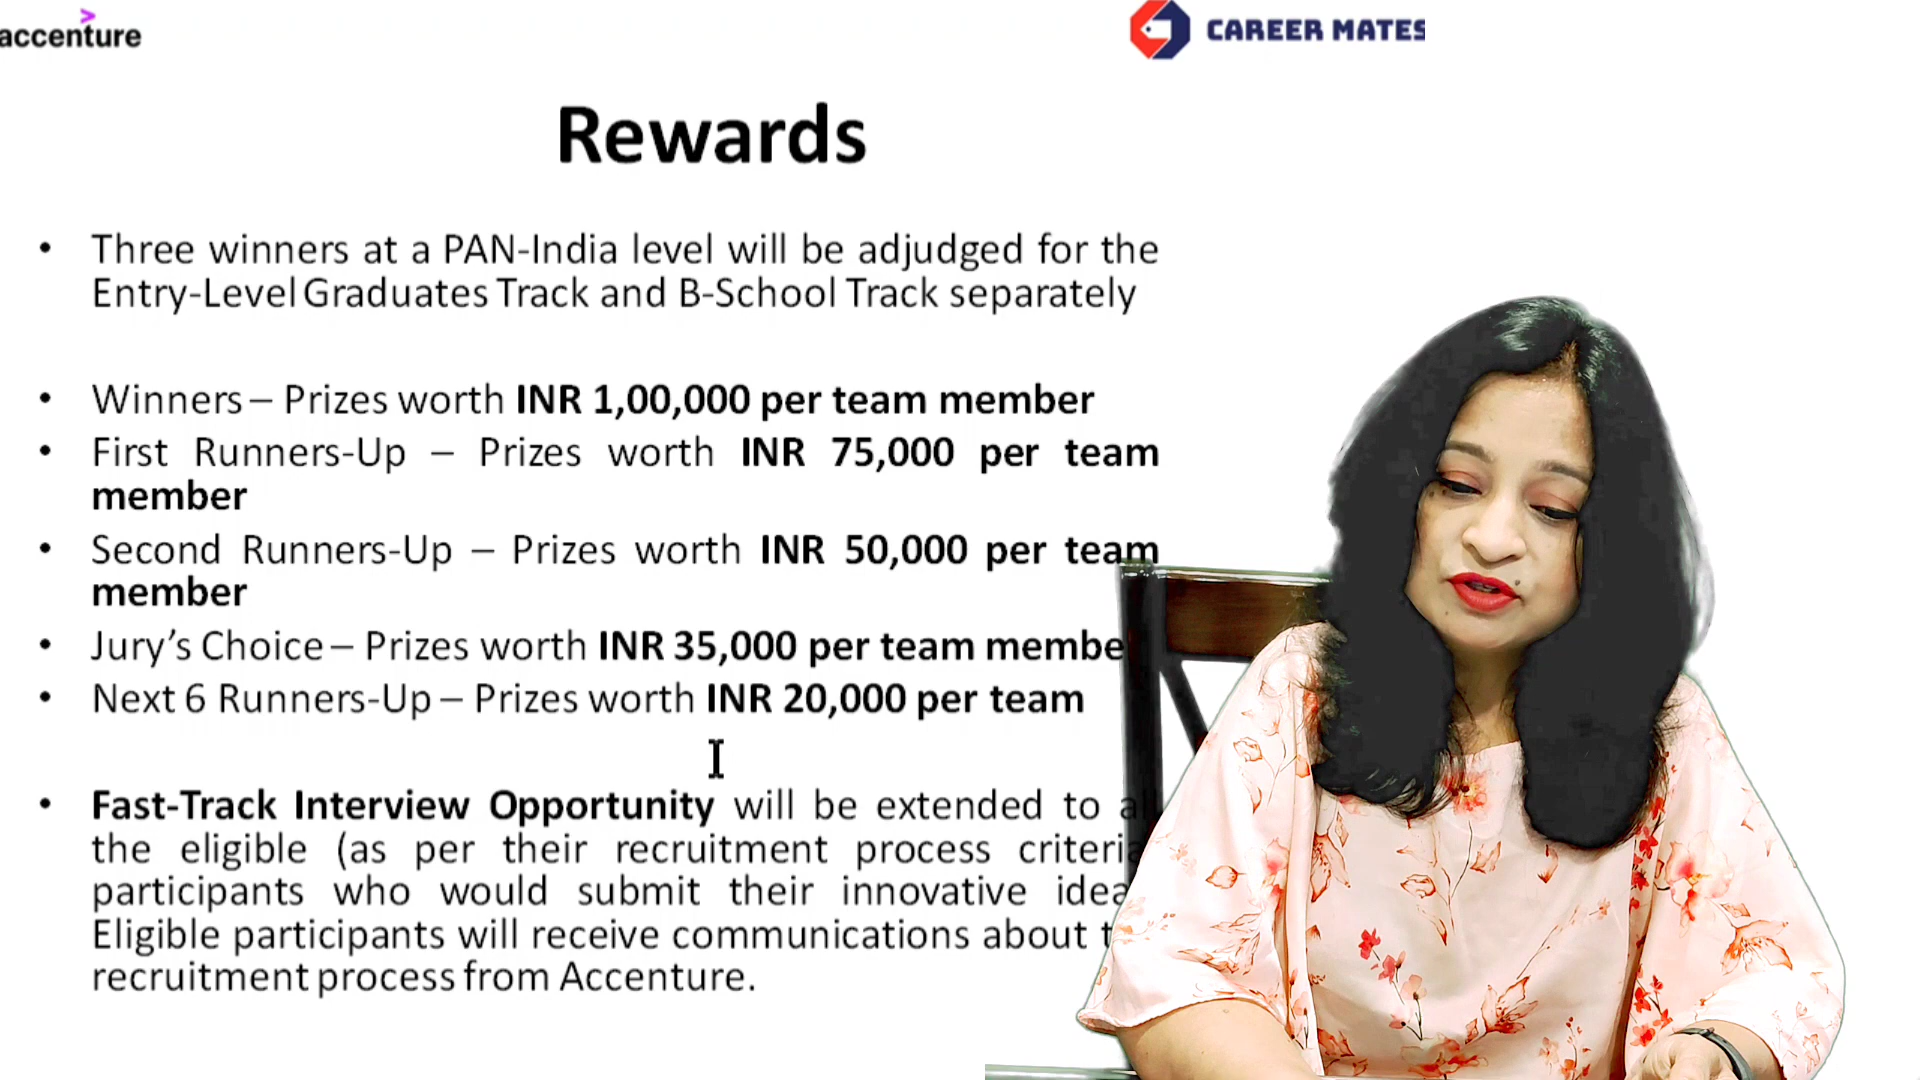 accenture
CAREER MATES
Rewards
• Three winners at a PAN-India level will be adjudged for the
Entry-Level Graduates Track and B-School Track separately
• Winners – Prizes worth INR 1,00,000 per team member
• First Runners-Up – Prizes worth INR 75,000 per team
member
• Second Runners-Up – Prizes worth INR 50,000 per team
member
• Jury's Choice – Prizes worth INR 35,000 per team membe
• Next 6 Runners-Up – Prizes worth INR 20,000 per team
• Fast-Track Interview Opportunity will be extended to
the eligible (as per their recruitment process criteria
participants who would submit their innovative idea
Eligible participants will receive communications about
recruitment process from Accenture.